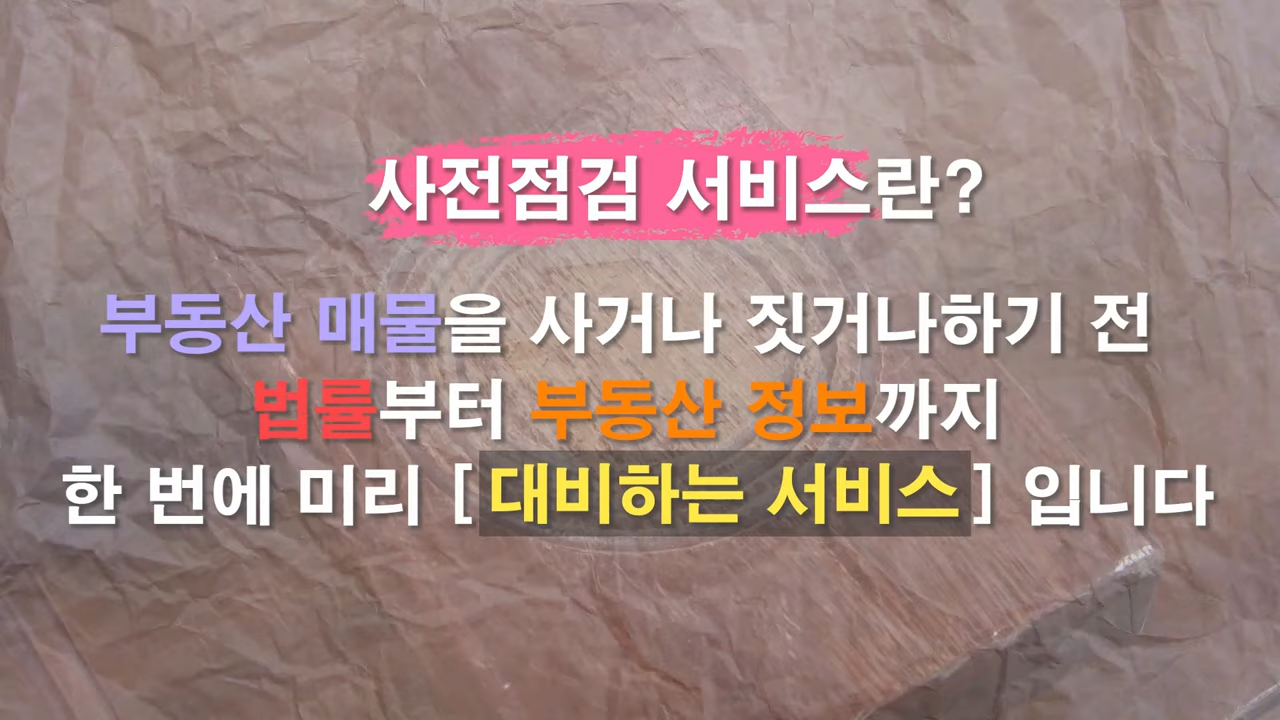 사전점검 서비스란?
부동산 매물을 사거나 짓거나하기 전
법률부터 부동산 정보까지
한 번에 미리 [대비하는 서비스] 입니다